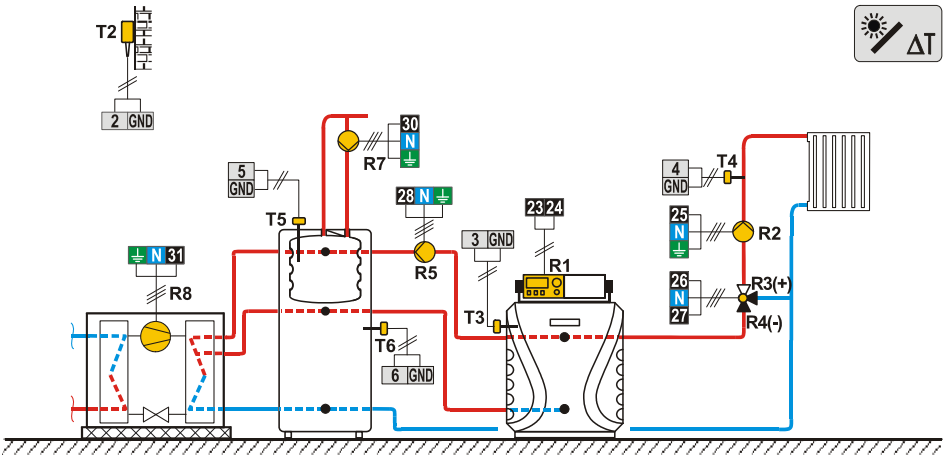 T2
2 GND
ΔT
30
N
R7
5
GND
T5
28 N
R5
4
GND
T4
23 24
3 GND
R1
25
N
R2
31
N
R8
T3
26
N
27
R3(+)
R4(-)
T6
6 GND